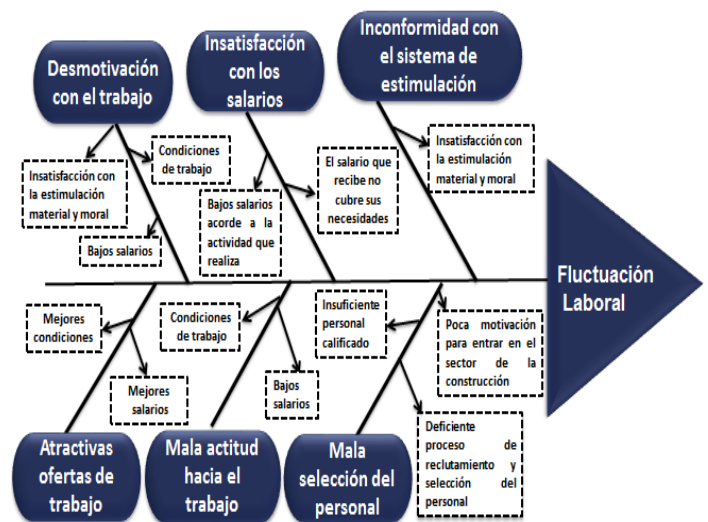 Desmotivación
con el trabajo
Insatisfacción
con los
salarios
Inconformidad con
el sistema de
estimulación
Condiciones
de trabajo
Insatisfacción con
la estimulación
material y moral
Bajos salarios
Bajos salarios
acorde a la
actividad que
realiza
El salario que
recibe no
cubre sus
necesidades
Insatisfacción con
la estimulación
material y moral
Fluctuación
Laboral
Mejores
condiciones
Mejores
salarios
Condiciones
de trabajo
Bajos
salarios
Insuficiente
personal
calificado
Poca motivación
para entrar en el
sector de la
construcción
Deficiente
proceso de
reclutamiento y
selección del
personal
Atractivas
ofertas de
trabajo
Mala actitud
hacia el
trabajo
Mala
selección del
personal